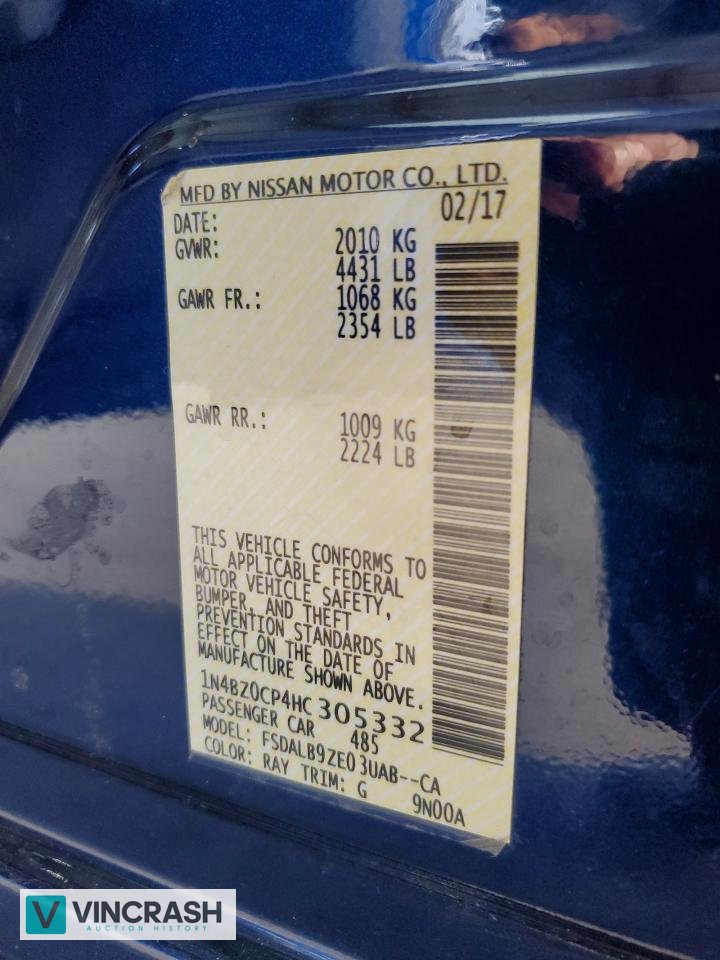 MFD BY NISSAN MOTOR CO., LTD.
DATE: 02/17
GVWR: 2010 KG
4431 LB
GAWR FR.: 1068 KG
2354 LB
GAWR RR.: 1009 KG
2224 LB
THIS VEHICLE CONFORMS TO
ALL APPLICABLE FEDERAL
MOTOR VEHICLE SAFETY,
BUMPER, AND THEFT
PREVENTION STANDARDS IN
EFFECT ON THE DATE OF
MANUFACTURE SHOWN ABOVE.
1N4BZ0CP4HC305332
PASSENGER CAR 485
MODEL: FSDALB9ZE03UAB--CA
COLOR: RAY TRIM: G 9N00A
V VINCRASH
AUCTION HISTORY